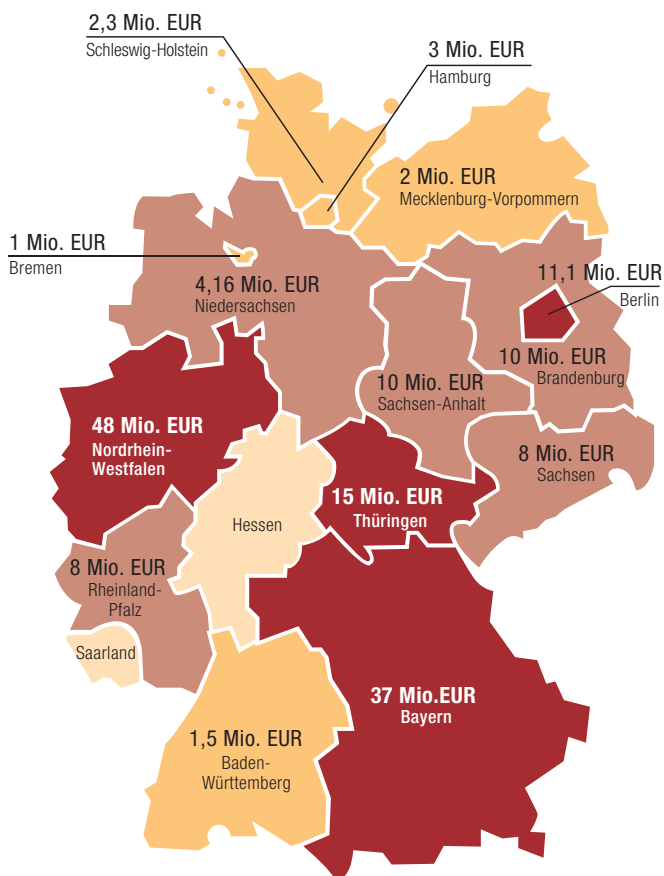 2,3 Mio. EUR
Schleswig-Holstein
3 Mio. EUR
Hamburg
2 Mio. EUR
Mecklenburg-Vorpommern
1 Mio. EUR
Bremen
4,16 Mio. EUR
Niedersachsen
11,1 Mio. EUR
Berlin
10 Mio. EUR
Brandenburg
10 Mio. EUR
Sachsen-Anhalt
48 Mio. EUR
Nordrhein-
Westfalen
8 Mio. EUR
Sachsen
15 Mio. EUR
Thüringen
Hessen
8 Mio. EUR
Rheinland-
Pfalz
Saarland
37 Mio.EUR
Bayern
1,5 Mio. EUR
Baden-
Württemberg